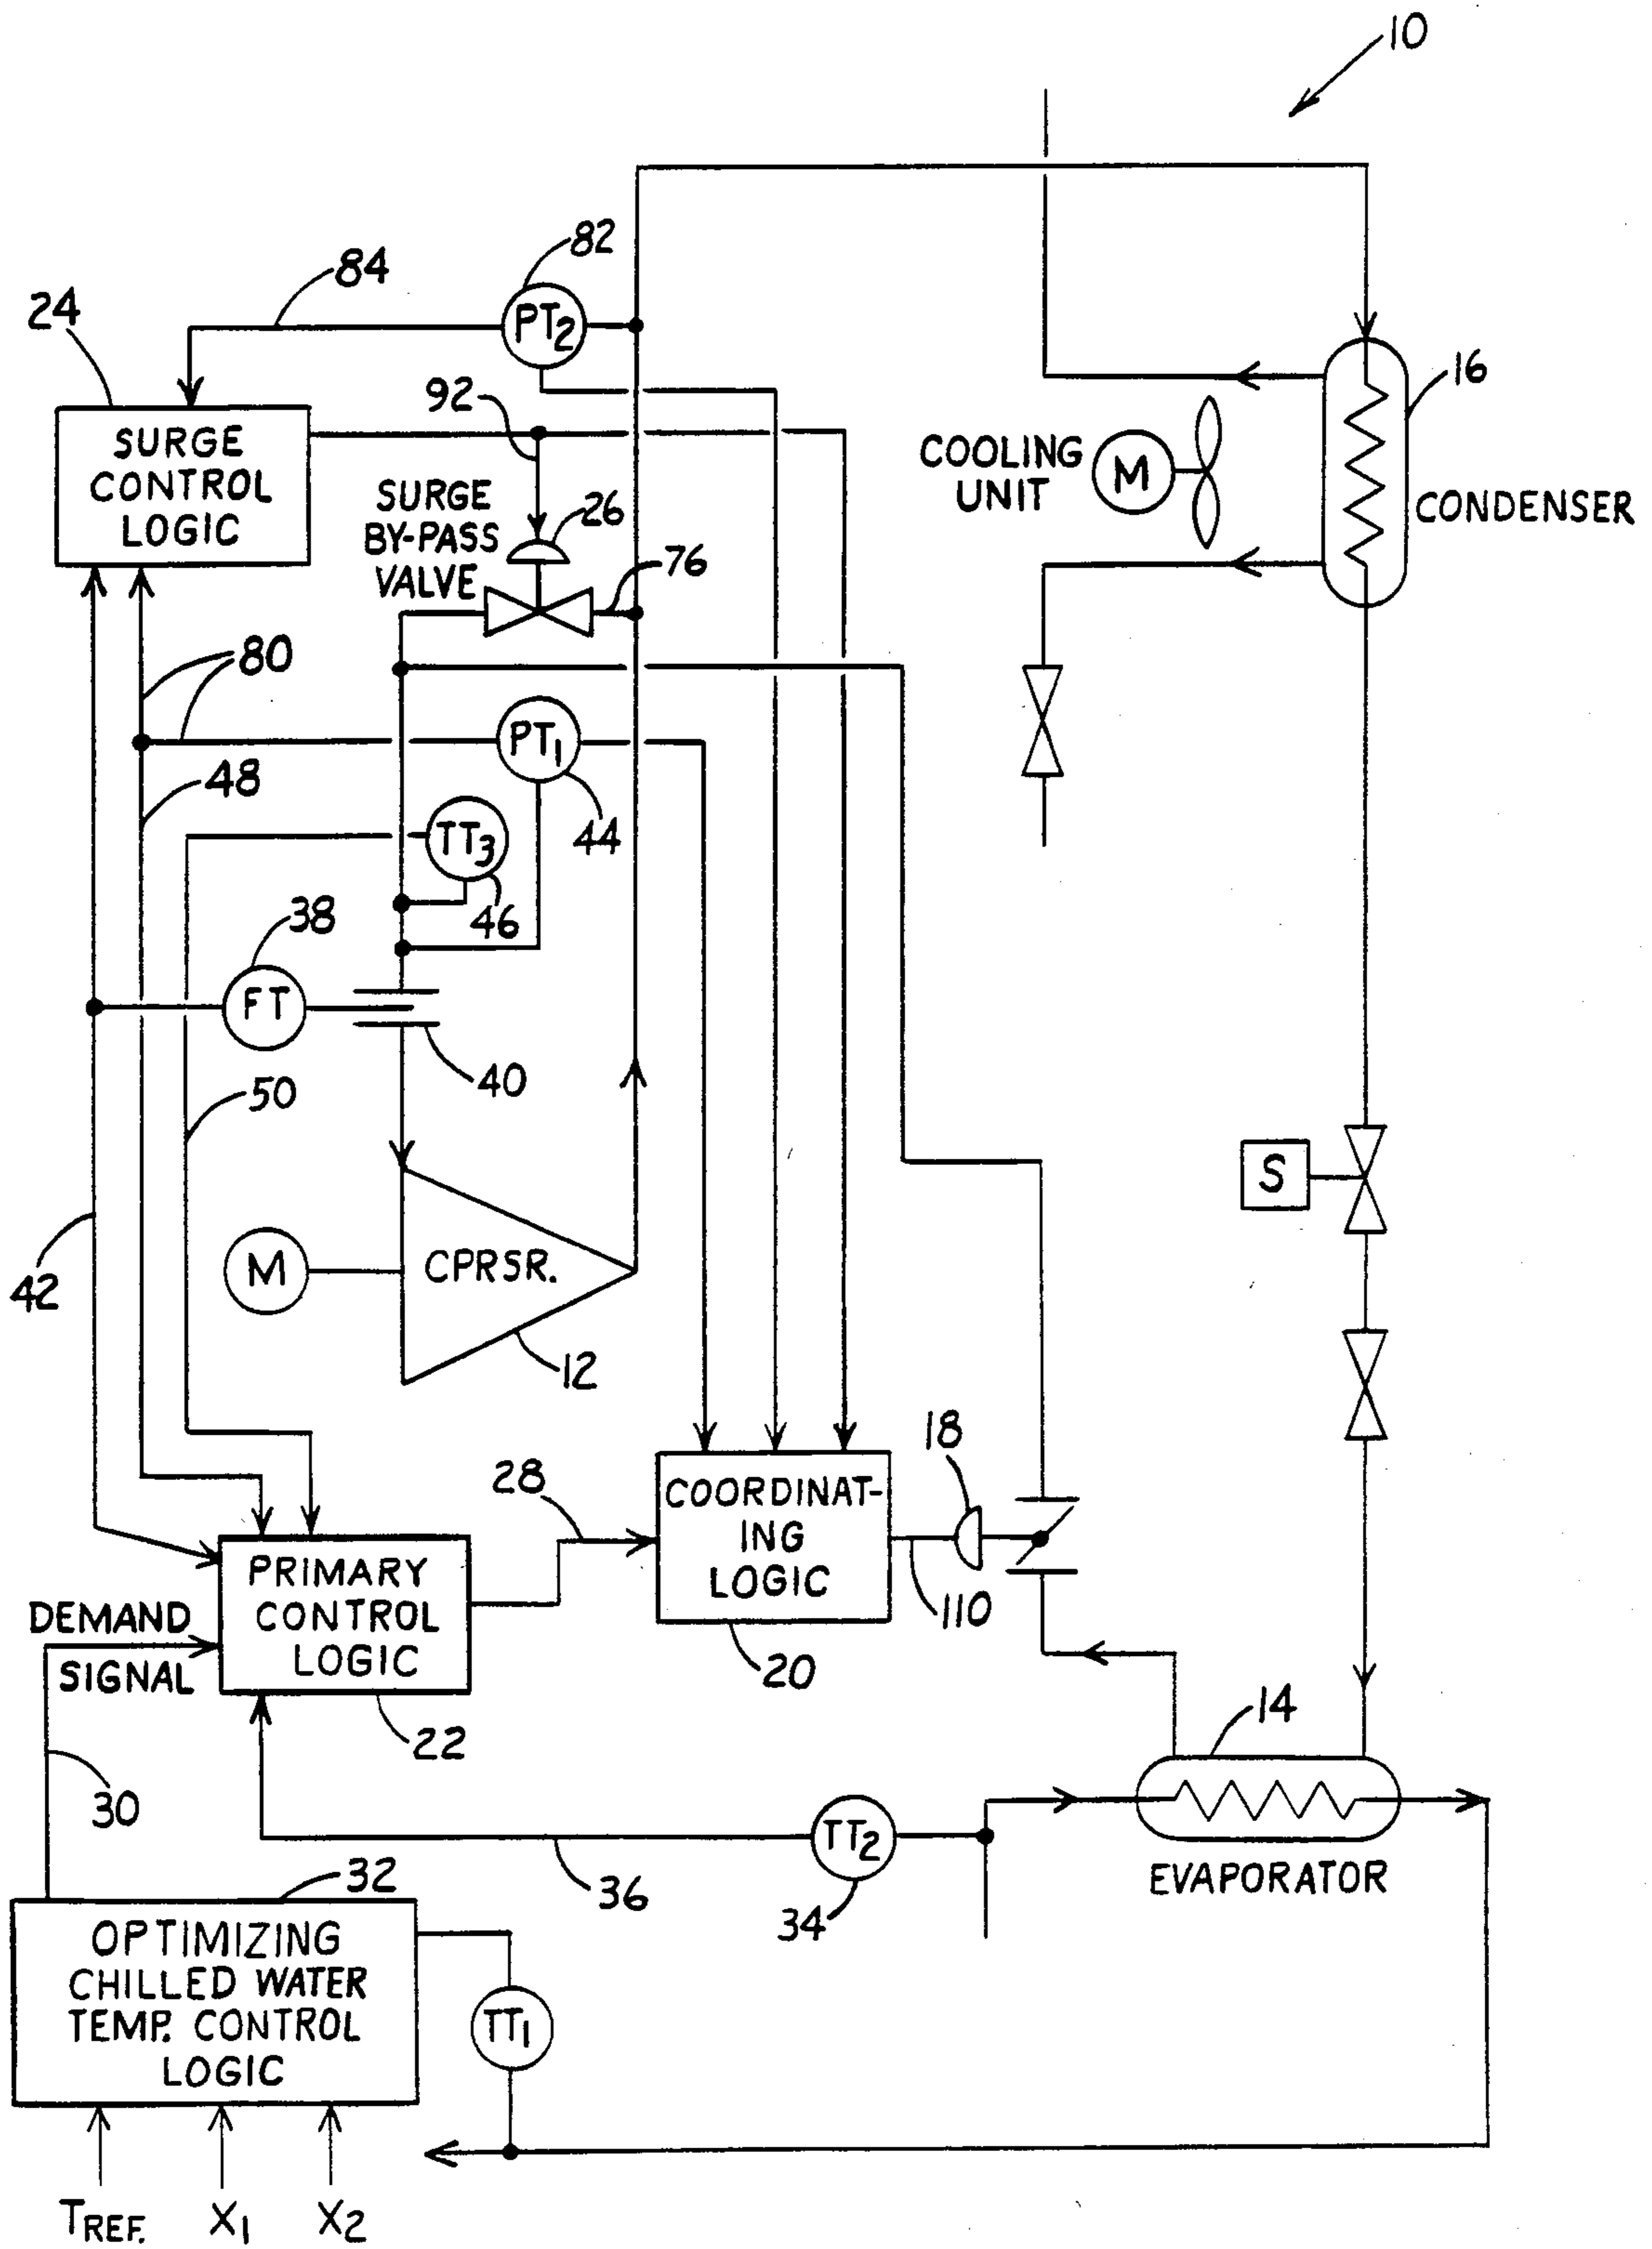 10
82
84
PT2
24
92
16
SURGE
CONTROL
LOGIC
COOLING
UNIT
M
CONDENSER
SURGE
BY-PASS
VALVE
26
76
80
PT1
48
44
TT3
46
38
FT
40
50
S
42
M
CPRSR.
12
18
28
COORDINAT-
ING
LOGIC
110
20
PRIMARY
CONTROL
LOGIC
DEMAND
SIGNAL
22
14
30
TT2
36
34
EVAPORATOR
32
OPTIMIZING
CHILLED WATER
TEMP. CONTROL
LOGIC
TT1
TREF.
X1
X2